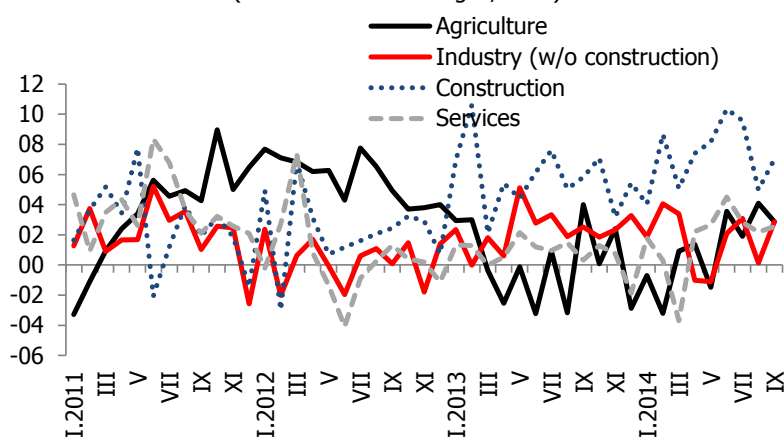 Agriculture
Industry (w/o construction)
Construction
Services
12
10
08
06
04
02
00
-02
-04
-06
I.2011
III
V
VII
IX
XI
I.2012
III
V
VII
IX
XI
I.2013
III
V
VII
IX
XI
I.2014
III
V
VII
IX